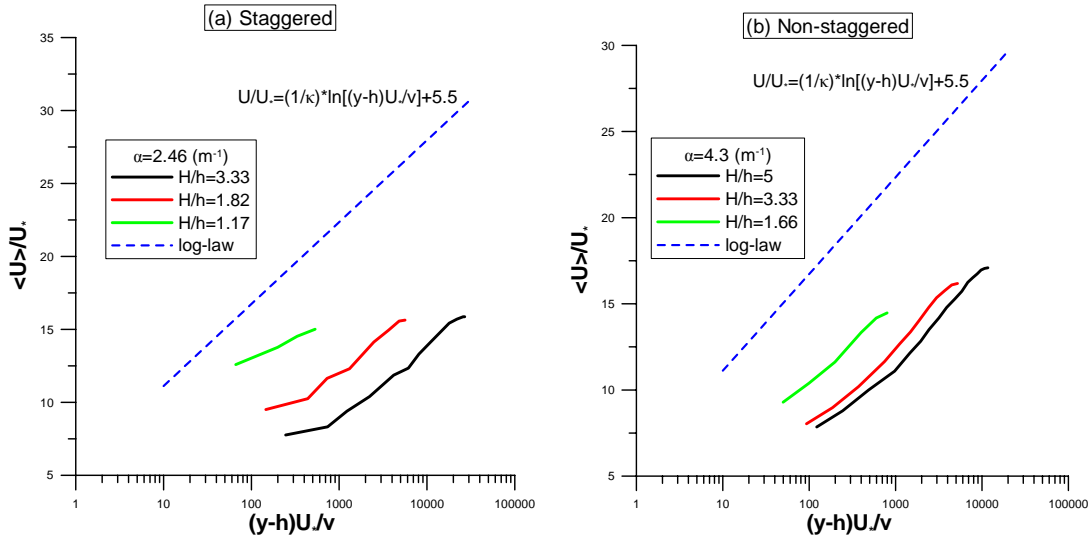 (a) Staggered
35
30
25
20
15
10
5
<U>/U*
U/U*=(1/κ)*ln[(y-h)U*/v]+5.5
α=2.46 (m⁻¹)
H/h=3.33
H/h=1.82
H/h=1.17
log-law
1
10
100
1000
10000
100000
(y-h)U*/v
(b) Non-staggered
30
25
20
15
10
5
<U>/U*
U/U*=(1/κ)*ln[(y-h)U*/v]+5.5
α=4.3 (m⁻¹)
H/h=5
H/h=3.33
H/h=1.66
log-law
1
10
100
1000
10000
100000
(y-h)U*/v